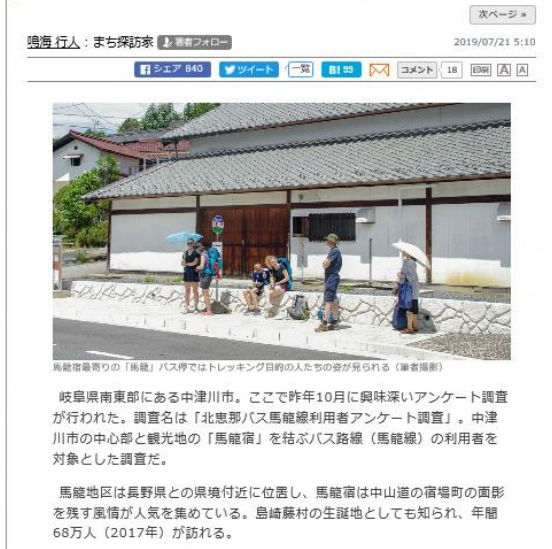 次ページ »
鳴海 行人：まち探訪家 著者フォロー
2019/07/21 5:10
シェア 840 ツイート 一覧 B! 99 コメント 18 印刷 A A
馬籠宿最寄りの「馬籠」バス停ではトレッキング目的の人たちの姿が見られる（筆者撮影）
岐阜県南東部にある中津川市。ここで昨年10月に興味深いアンケート調査
が行われた。調査名は「北恵那バス馬籠線利用者アンケート調査」。中津
川市の中心部と観光地の「馬籠宿」を結ぶバス路線（馬籠線）の利用者を
対象とした調査だ。
馬籠地区は長野県との県境付近に位置し、馬籠宿は中山道の宿場町の面影
を残す風情が人気を集めている。島崎藤村の生誕地としても知られ、年間
68万人（2017年）が訪れる。